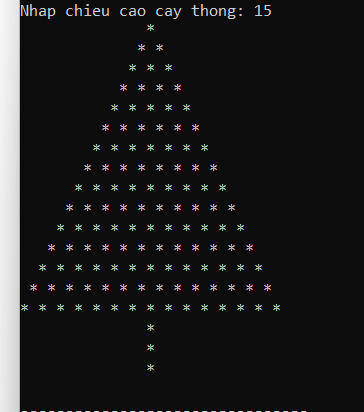 Nhap chieu cao cay thong: 15
              *
             * *
            * * *
           * * * *
          * * * * *
         * * * * * *
        * * * * * * *
       * * * * * * * *
      * * * * * * * * *
     * * * * * * * * * *
    * * * * * * * * * * *
   * * * * * * * * * * * *
  * * * * * * * * * * * * *
 * * * * * * * * * * * * * *
* * * * * * * * * * * * * * *
              *
              *
              *
--------------------------------